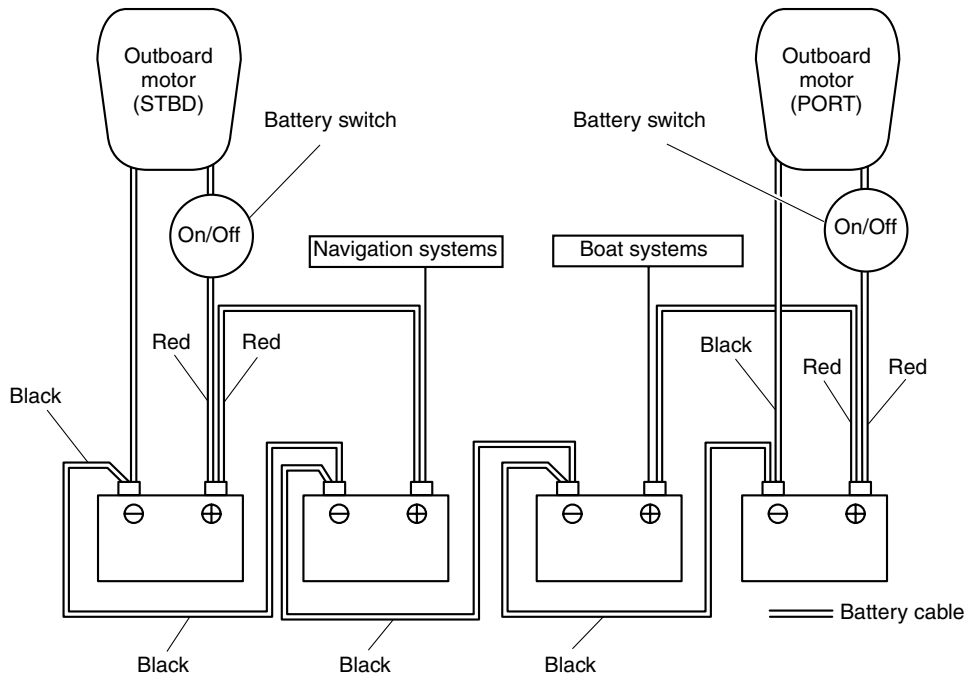 Outboard
motor
(STBD)
Outboard
motor
(PORT)
Battery switch
Battery switch
On/Off
On/Off
Navigation systems
Boat systems
Red
Red
Black
Red
Red
Black
⊖ ⊕
⊖ ⊕
⊖ ⊕
⊖ ⊕
Battery cable
Black
Black
Black